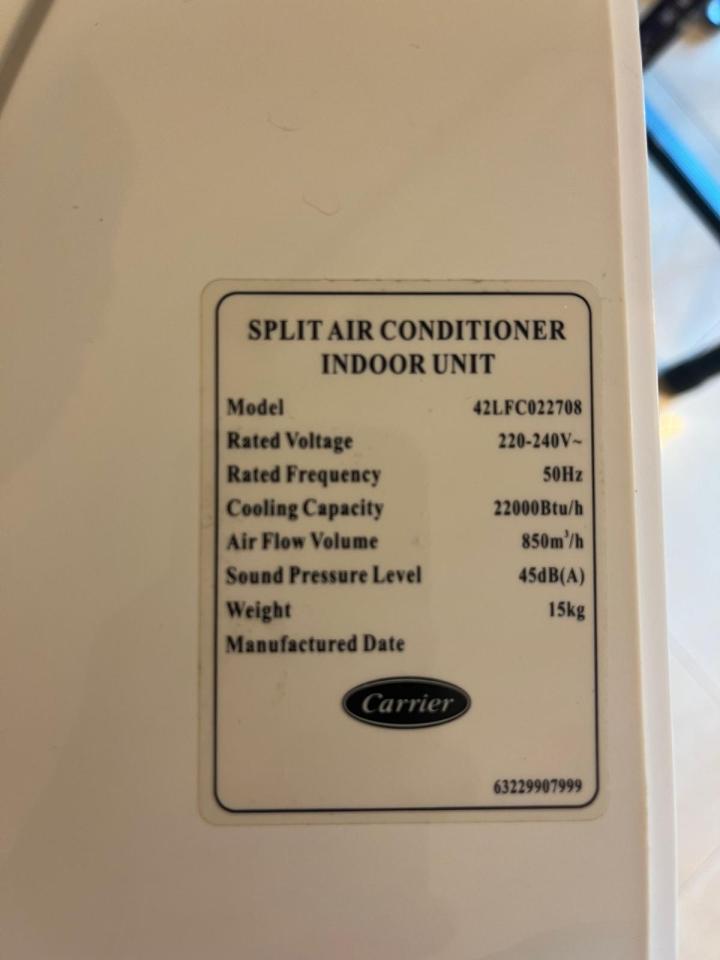 SPLIT AIR CONDITIONER
INDOOR UNIT
Model 42LFC022708
Rated Voltage 220-240V~
Rated Frequency 50Hz
Cooling Capacity 22000Btu/h
Air Flow Volume 850m³/h
Sound Pressure Level 45dB(A)
Weight 15kg
Manufactured Date
Carrier
63229907999